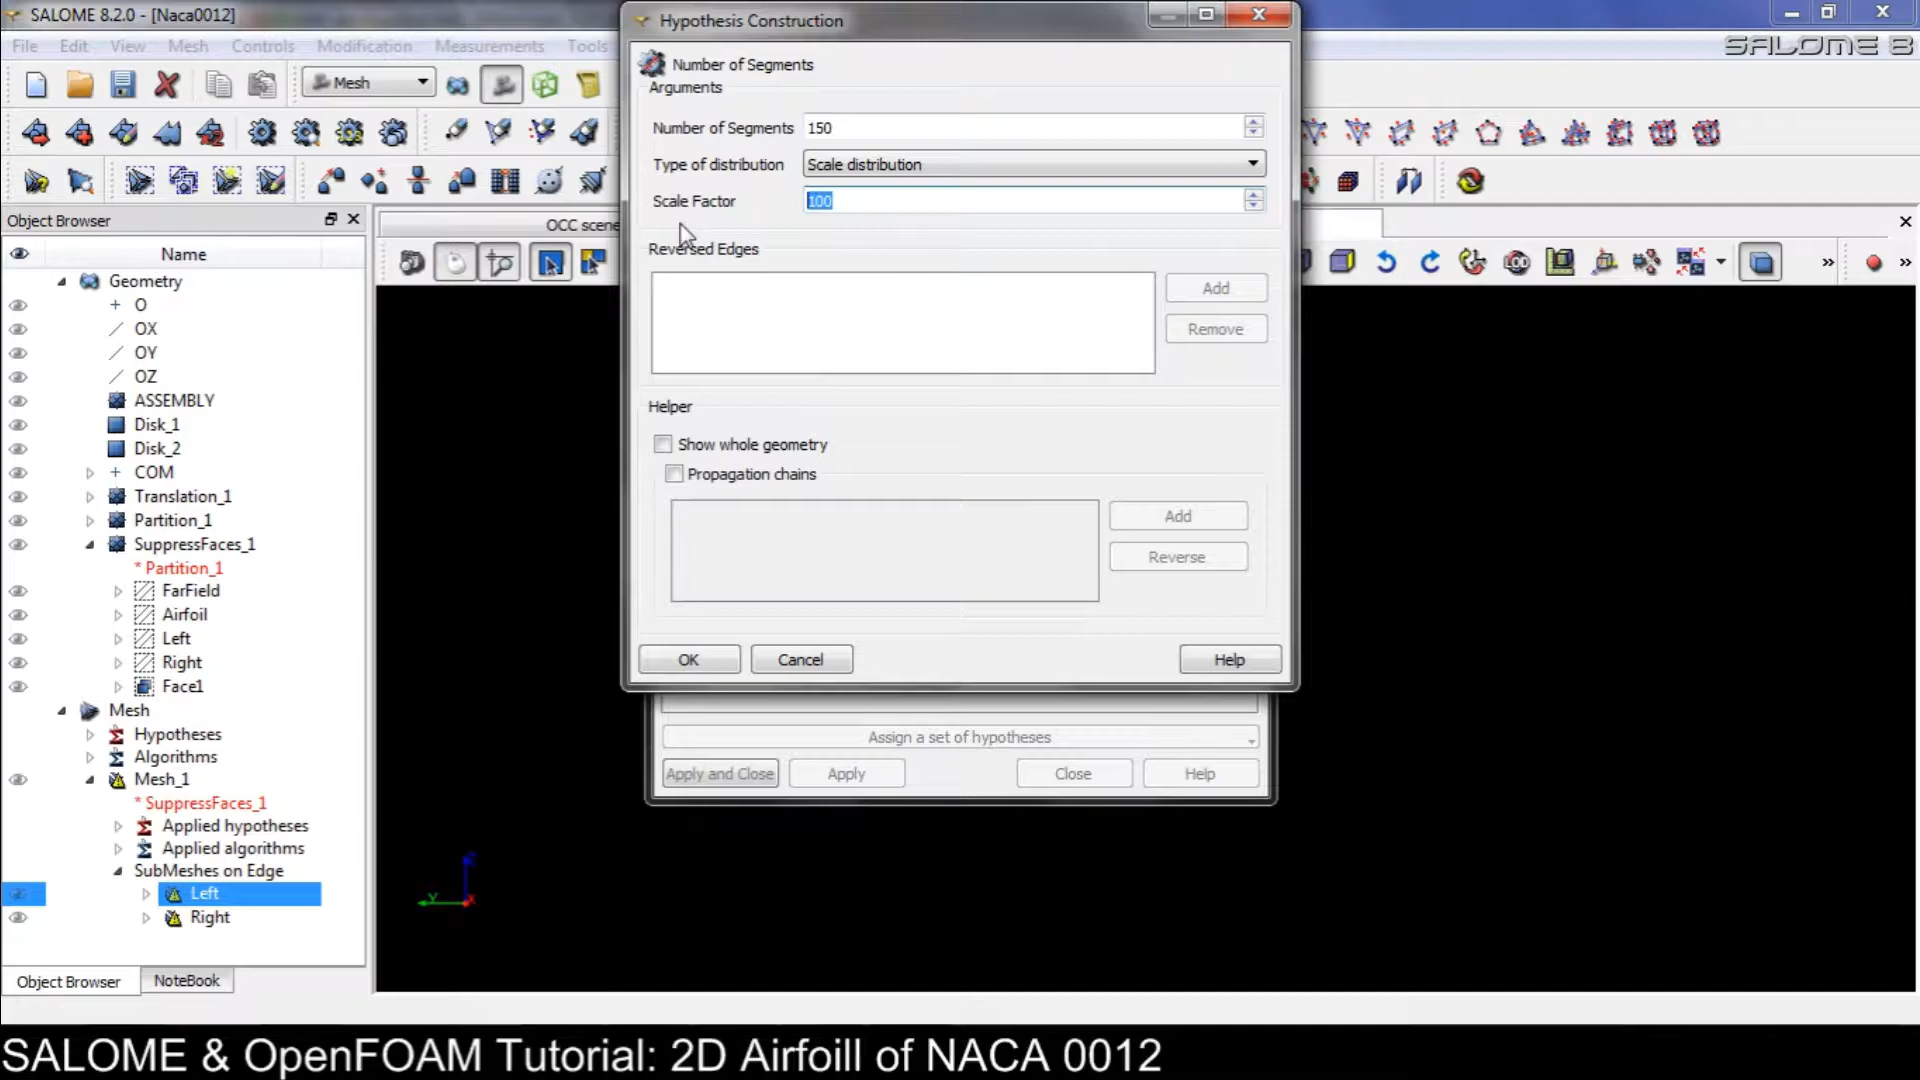 SALOME 8.2.0 - [Naca0012]
File Edit View Mesh Controls Modification Measurements Tools
SALOME 8
Mesh
Hypothesis Construction
Number of Segments
Arguments
Number of Segments 150
Type of distribution Scale distribution
Scale Factor 100
Reversed Edges
Add
Remove
Helper
Show whole geometry
Propagation chains
Add
Reverse
OK Cancel Help
Assign a set of hypotheses
Apply and Close Apply Close Help
OCC scene
Object Browser
Name
Geometry
O
OX
OY
OZ
ASSEMBLY
Disk_1
Disk_2
COM
Translation_1
Partition_1
SuppressFaces_1
* Partition_1
FarField
Airfoil
Left
Right
Face1
Mesh
Hypotheses
Algorithms
Mesh_1
* SuppressFaces_1
Applied hypotheses
Applied algorithms
SubMeshes on Edge
Left
Right
Object Browser NoteBook
SALOME & OpenFOAM Tutorial: 2D Airfoill of NACA 0012